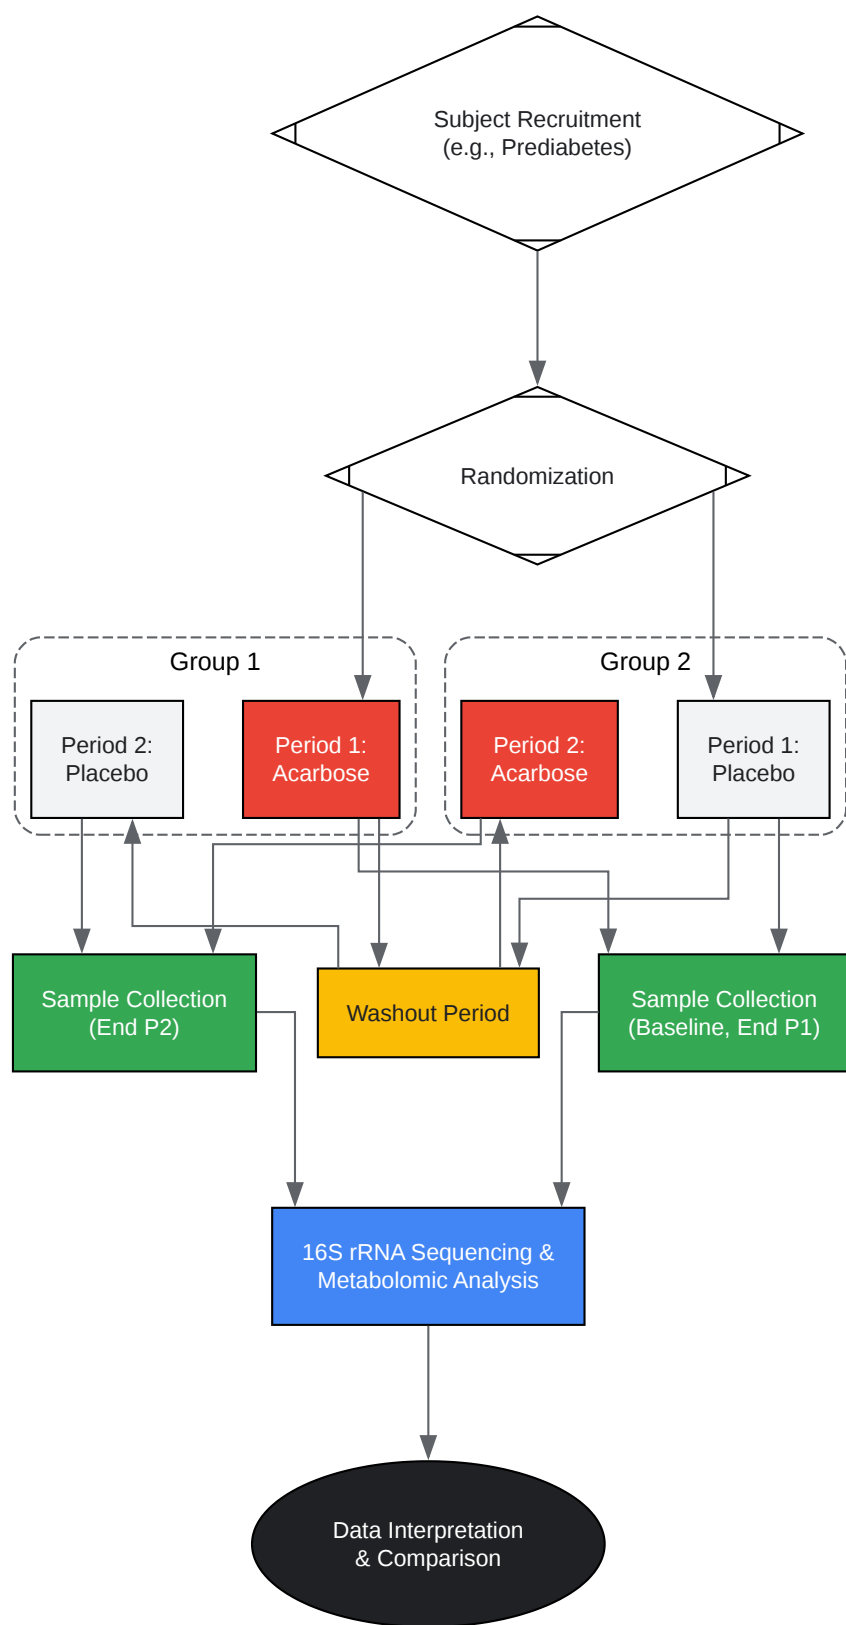 Subject Recruitment
(e.g., Prediabetes)
Randomization
Group 1
Group 2
Period 2:
Placebo
Period 1:
Acarbose
Period 2:
Acarbose
Period 1:
Placebo
Sample Collection
(End P2)
Washout Period
Sample Collection
(Baseline, End P1)
16S rRNA Sequencing &
Metabolomic Analysis
Data Interpretation
& Comparison